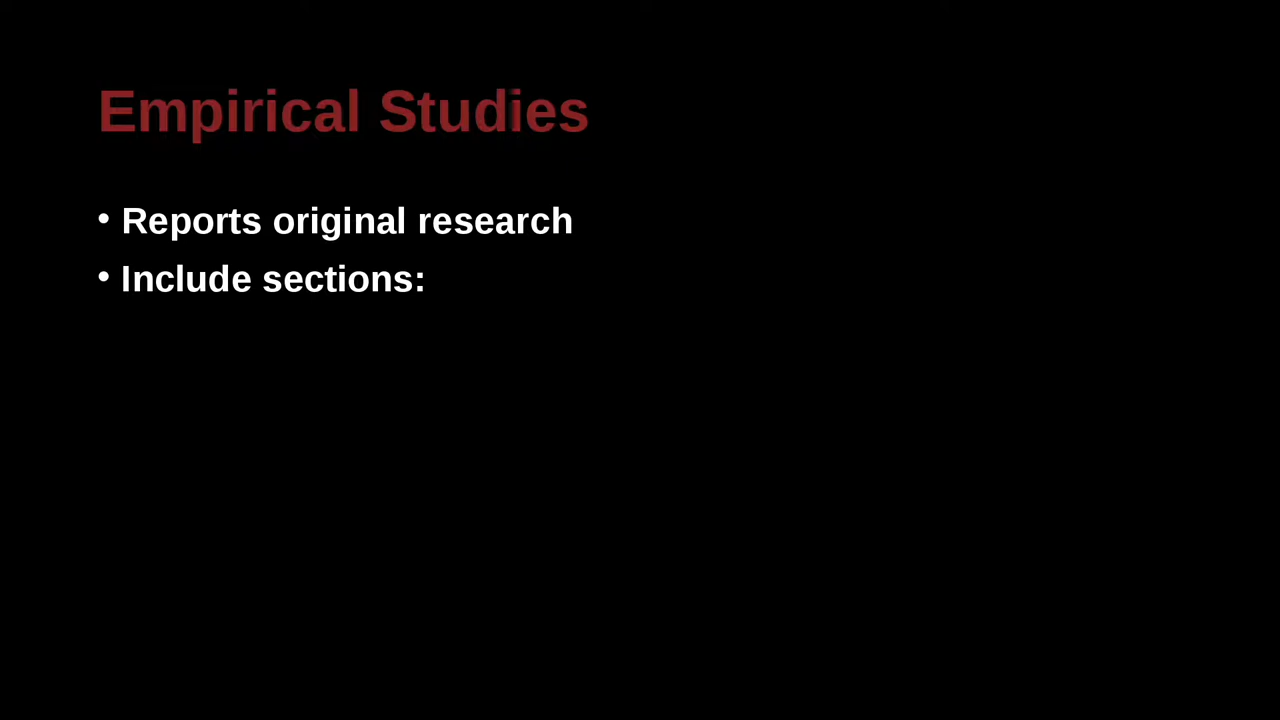 Empirical Studies
• Reports original research
• Include sections: